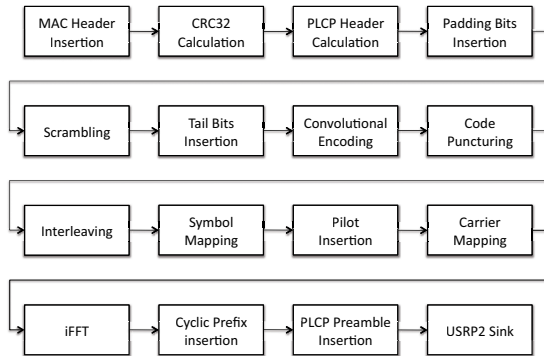 MAC Header
Insertion
CRC32
Calculation
PLCP Header
Calculation
Padding Bits
Insertion
Scrambling
Tail Bits
Insertion
Convolutional
Encoding
Code
Puncturing
Interleaving
Symbol
Mapping
Pilot
Insertion
Carrier
Mapping
iFFT
Cyclic Prefix
insertion
PLCP Preamble
Insertion
USRP2 Sink